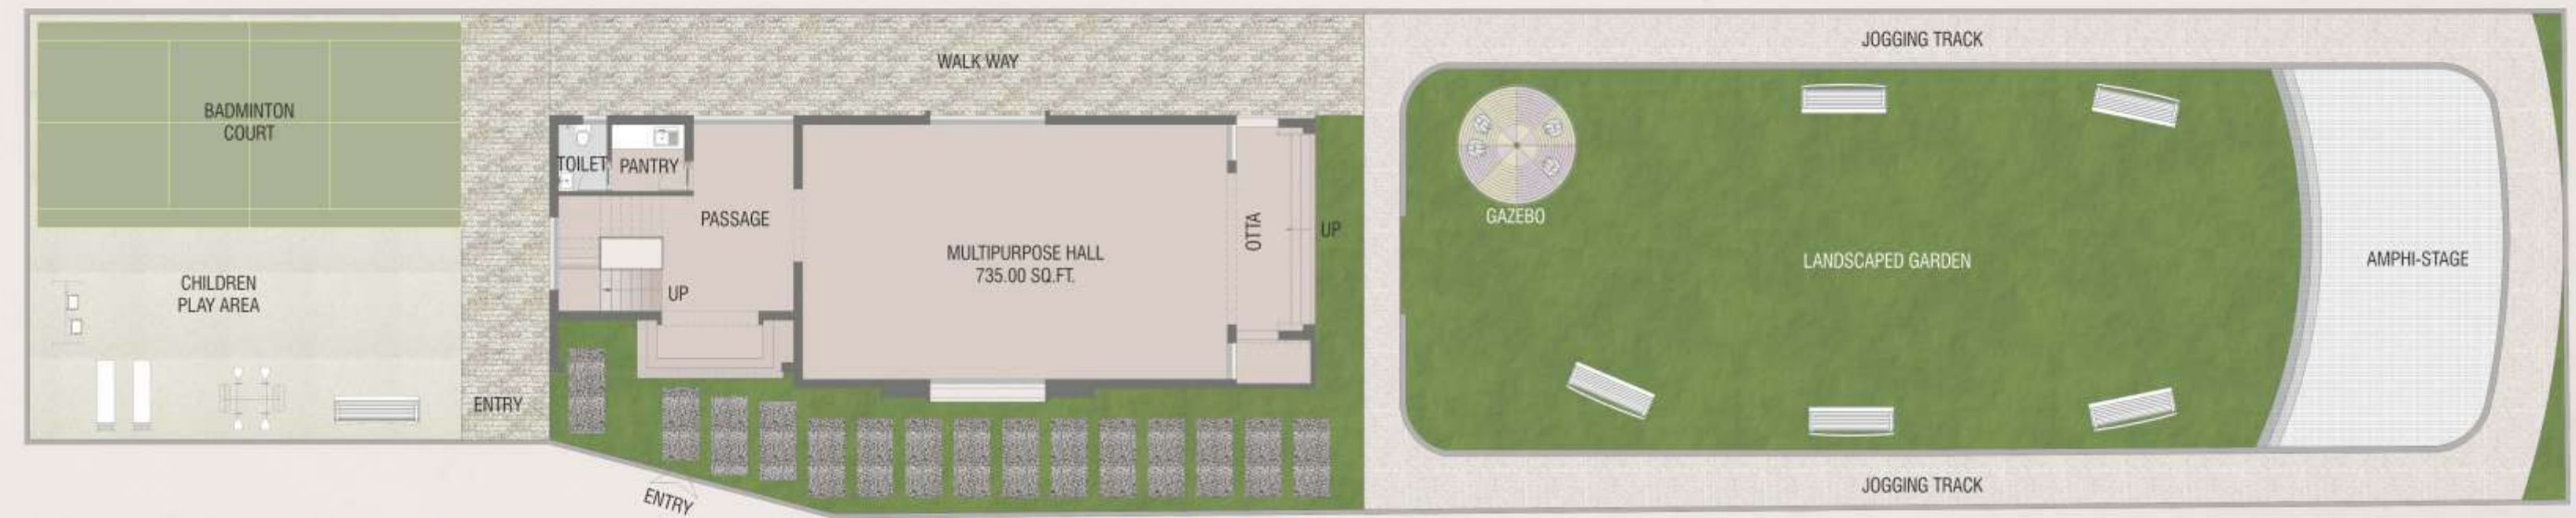 BADMINTON
COURT
CHILDREN
PLAY AREA
ENTRY
WALK WAY
TOILET
PANTRY
PASSAGE
UP
MULTIPURPOSE HALL
735.00 SQ.FT.
OTTA
UP
ENTRY
JOGGING TRACK
GAZEBO
LANDSCAPED GARDEN
AMPHI-STAGE
JOGGING TRACK